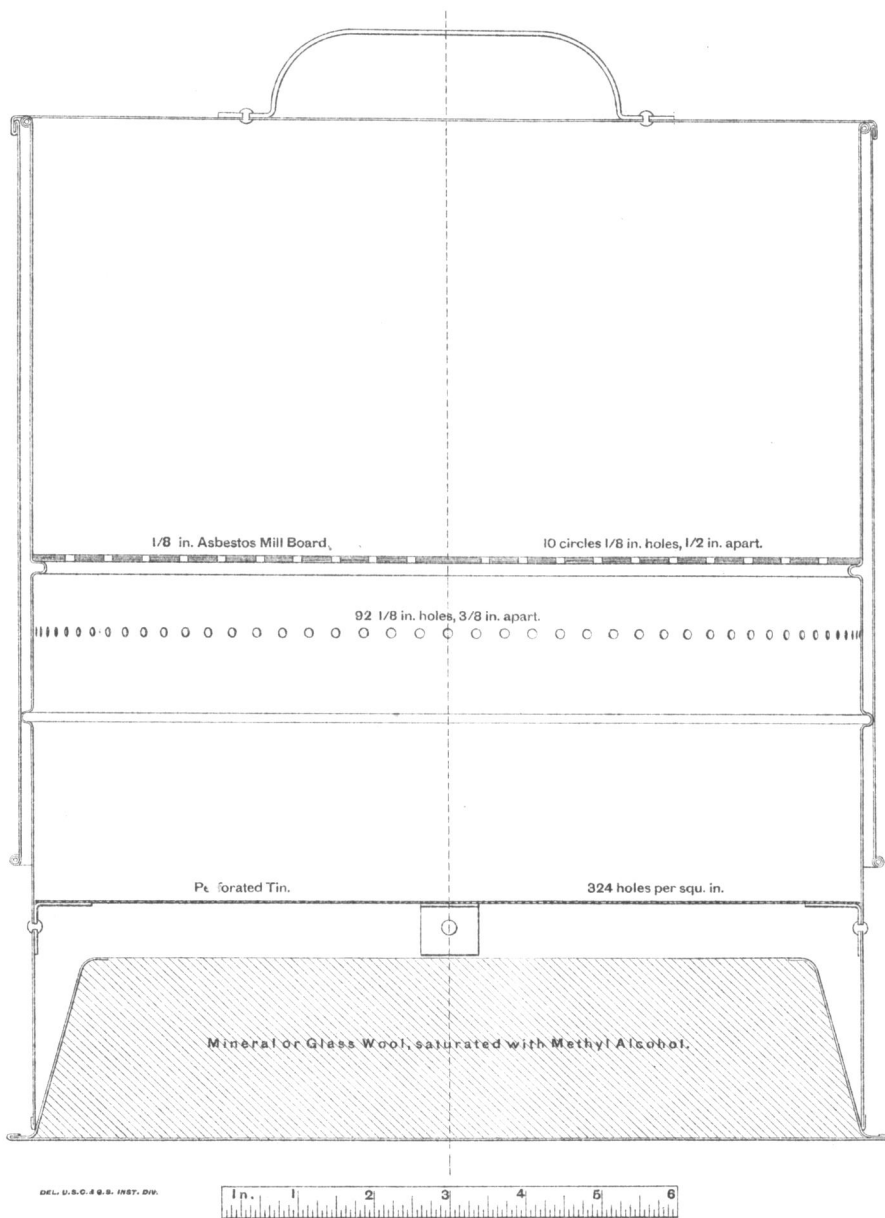 1/8 in. Asbestos Mill Board.
10 circles 1/8 in. holes, 1/2 in. apart.
92 1/8 in. holes, 3/8 in. apart.
Pe forated Tin.
324 holes per squ. in.
Mineral or Glass Wool, saturated with Methyl Alcohol.
DEL. U.S.C. & G.S. INST. DIV.
In. 1 2 3 4 5 6